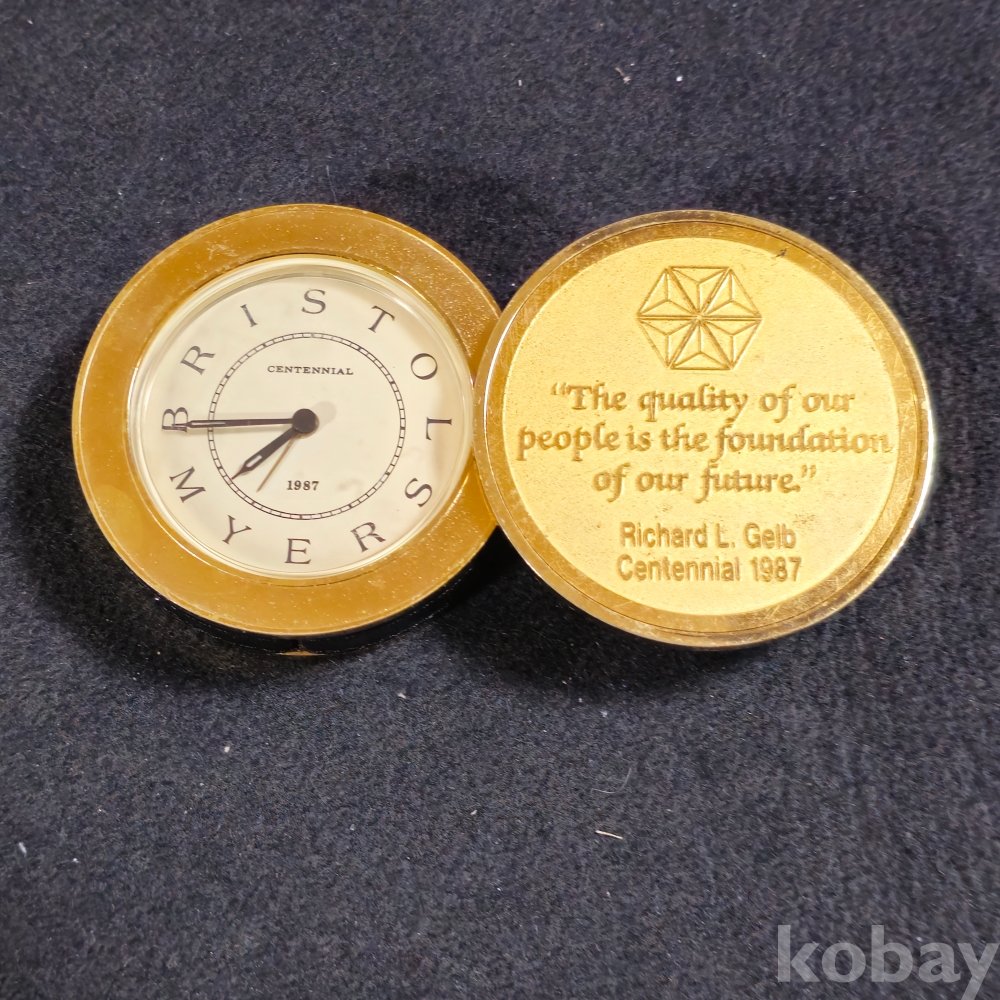 BRISTOL
MYERS
CENTENNIAL
1987
“The quality of our
people is the foundation
of our future.”
Richard L. Gelb
Centennial 1987
kobay